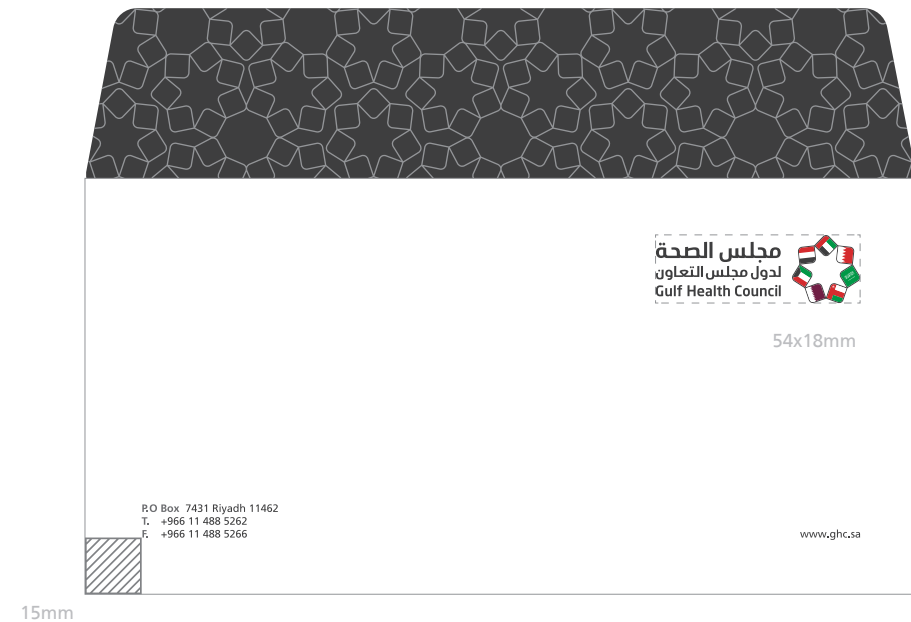 مجلس الصحة
لدول مجلس التعاون
Gulf Health Council
54x18mm
P.O Box 7431 Riyadh 11462
T. +966 11 488 5262
F. +966 11 488 5266
www.ghc.sa
15mm